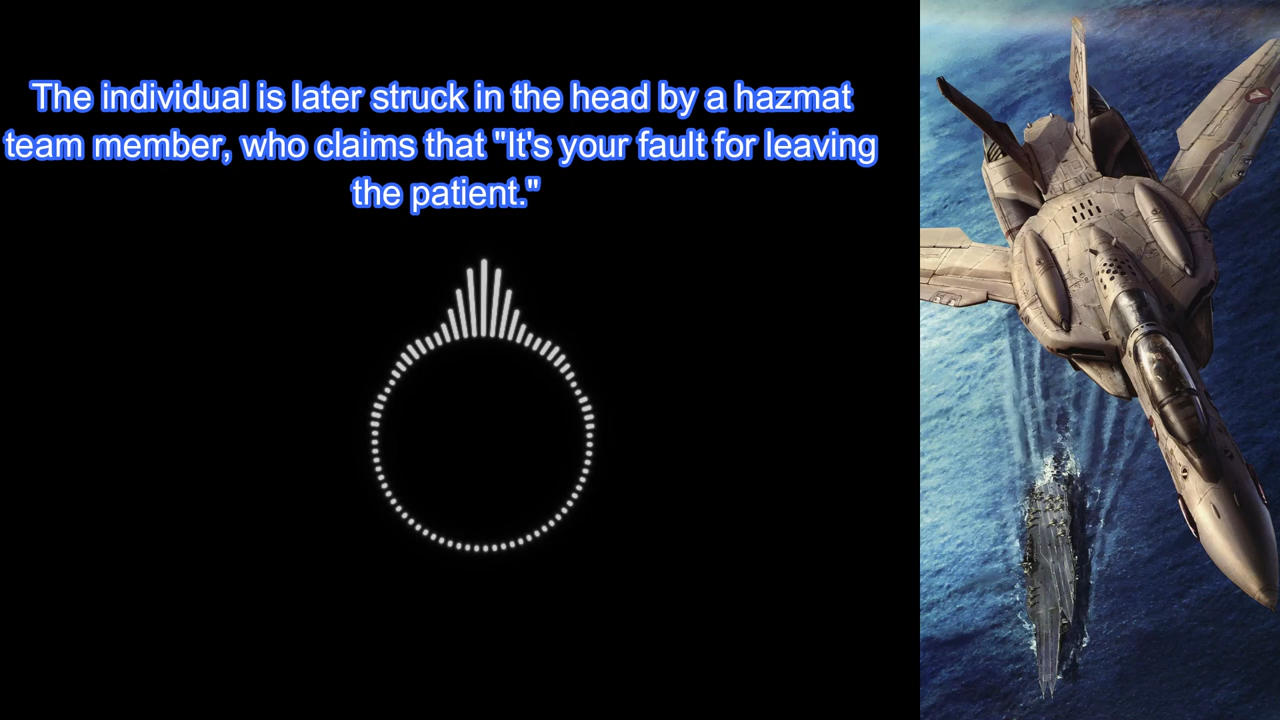 The individual is later struck in the head by a hazmat
team member, who claims that "It's your fault for leaving
the patient."